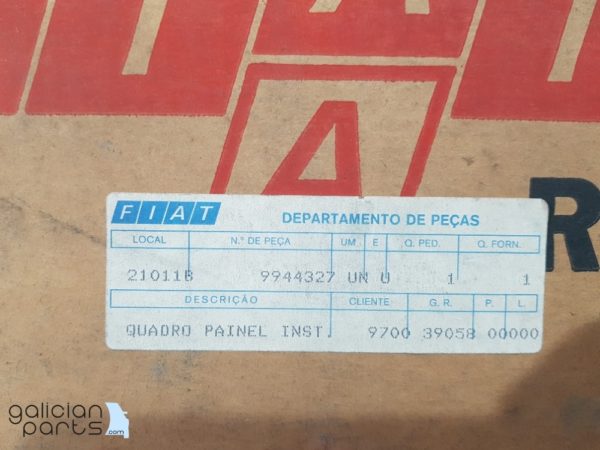 A
R
FIAT DEPARTAMENTO DE PEÇAS
LOCAL N.º DE PEÇA UM E Q. PED. Q. FORN.
21011B 9944327 UN U 1 1
DESCRIÇÃO CLIENTE G. R. P. L.
QUADRO PAINEL INST. 9700 39058 00000
galician
parts.com